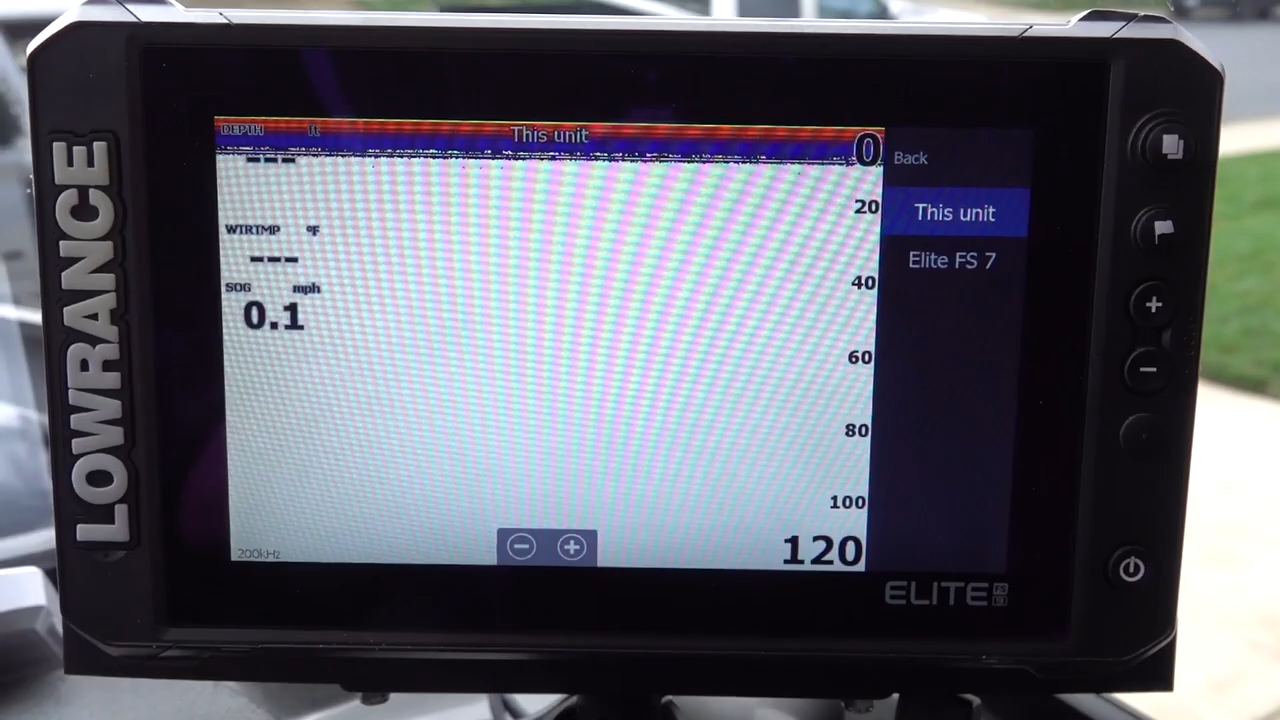 LOWRANCE
DEPTH ft
This unit
---
WTRTMP °F
---
SOG mph
0.1
200kHz
0
20
40
60
80
100
120
Back
This unit
Elite FS 7
ELITE FS 9